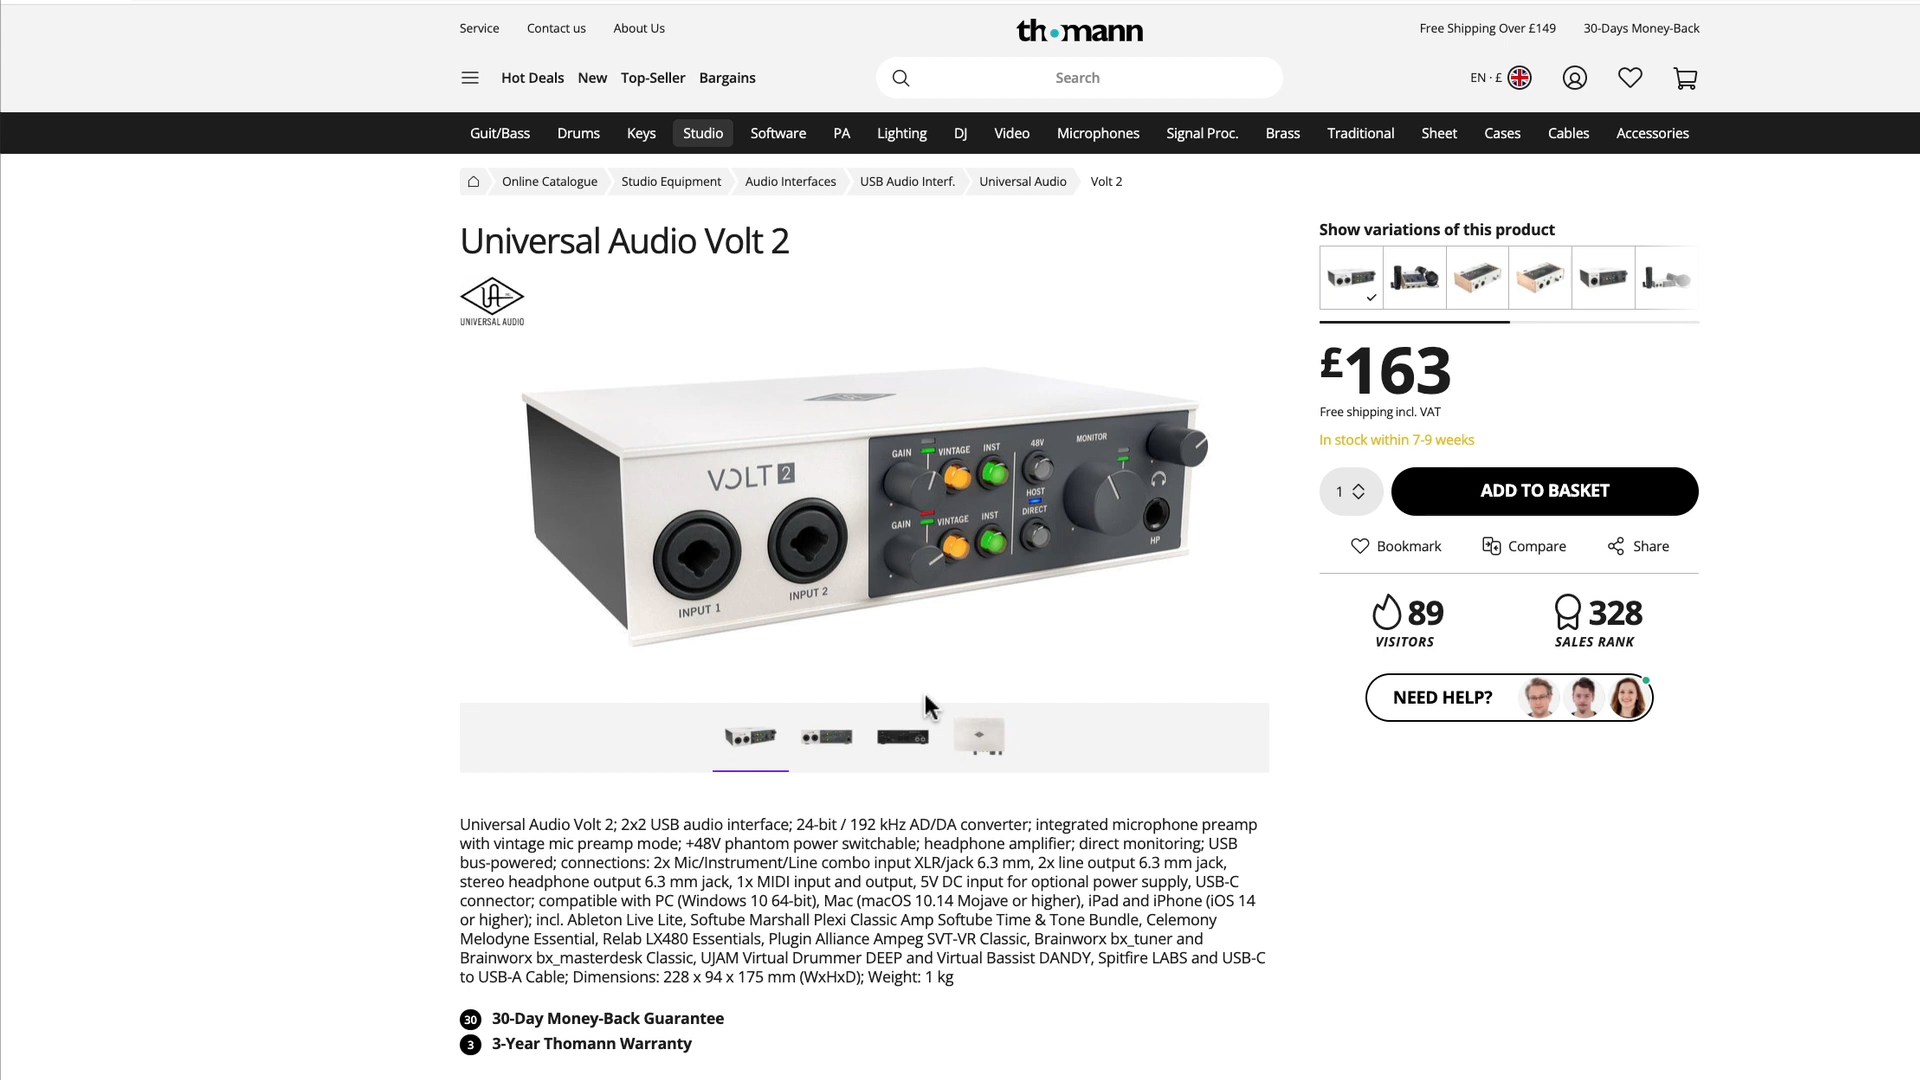 Service Contact us About Us
th•mann
Free Shipping Over £149 30-Days Money-Back
Hot Deals New Top-Seller Bargains
Search
EN · £
Guit/Bass Drums Keys Studio Software PA Lighting DJ Video Microphones Signal Proc. Brass Traditional Sheet Cases Cables Accessories
Online Catalogue Studio Equipment Audio Interfaces USB Audio Interf. Universal Audio Volt 2
Universal Audio Volt 2
UNIVERSAL AUDIO
VOLT 2
INPUT 1
INPUT 2
GAIN VINTAGE INST
48V
MONITOR
HOST
DIRECT
GAIN VINTAGE INST
HP
Show variations of this product
£163
Free shipping incl. VAT
In stock within 7-9 weeks
1
ADD TO BASKET
Bookmark Compare Share
89
VISITORS
328
SALES RANK
NEED HELP?
Universal Audio Volt 2; 2x2 USB audio interface; 24-bit / 192 kHz AD/DA converter; integrated microphone preamp
with vintage mic preamp mode; +48V phantom power switchable; headphone amplifier; direct monitoring; USB
bus-powered; connections: 2x Mic/Instrument/Line combo input XLR/jack 6.3 mm, 2x line output 6.3 mm jack,
stereo headphone output 6.3 mm jack, 1x MIDI input and output, 5V DC input for optional power supply, USB-C
connector; compatible with PC (Windows 10 64-bit), Mac (macOS 10.14 Mojave or higher), iPad and iPhone (iOS 14
or higher); incl. Ableton Live Lite, Softube Marshall Plexi Classic Amp Softube Time & Tone Bundle, Celemony
Melodyne Essential, Relab LX480 Essentials, Plugin Alliance Ampeg SVT-VR Classic, Brainworx bx_tuner and
Brainworx bx_masterdesk Classic, UJAM Virtual Drummer DEEP and Virtual Bassist DANDY, Spitfire LABS and USB-C
to USB-A Cable; Dimensions: 228 x 94 x 175 mm (WxHxD); Weight: 1 kg
30 30-Day Money-Back Guarantee
3 3-Year Thomann Warranty